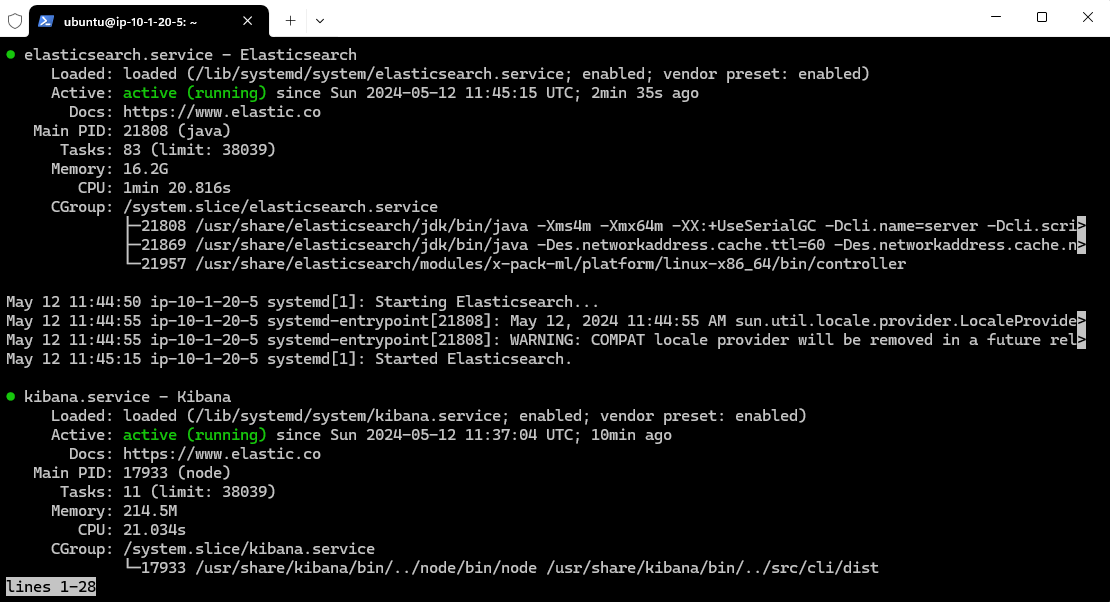 ubuntu@ip-10-1-20-5: ~
● elasticsearch.service - Elasticsearch
     Loaded: loaded (/lib/systemd/system/elasticsearch.service; enabled; vendor preset: enabled)
     Active: active (running) since Sun 2024-05-12 11:45:15 UTC; 2min 35s ago
       Docs: https://www.elastic.co
   Main PID: 21808 (java)
      Tasks: 83 (limit: 38039)
     Memory: 16.2G
        CPU: 1min 20.816s
     CGroup: /system.slice/elasticsearch.service
             ├─21808 /usr/share/elasticsearch/jdk/bin/java -Xms4m -Xmx64m -XX:+UseSerialGC -Dcli.name=server -Dcli.scri>
             ├─21869 /usr/share/elasticsearch/jdk/bin/java -Des.networkaddress.cache.ttl=60 -Des.networkaddress.cache.n>
             └─21957 /usr/share/elasticsearch/modules/x-pack-ml/platform/linux-x86_64/bin/controller
May 12 11:44:50 ip-10-1-20-5 systemd[1]: Starting Elasticsearch...
May 12 11:44:55 ip-10-1-20-5 systemd-entrypoint[21808]: May 12, 2024 11:44:55 AM sun.util.locale.provider.LocaleProvide>
May 12 11:44:55 ip-10-1-20-5 systemd-entrypoint[21808]: WARNING: COMPAT locale provider will be removed in a future rel>
May 12 11:45:15 ip-10-1-20-5 systemd[1]: Started Elasticsearch.
● kibana.service - Kibana
     Loaded: loaded (/lib/systemd/system/kibana.service; enabled; vendor preset: enabled)
     Active: active (running) since Sun 2024-05-12 11:37:04 UTC; 10min ago
       Docs: https://www.elastic.co
   Main PID: 17933 (node)
      Tasks: 11 (limit: 38039)
     Memory: 214.5M
        CPU: 21.034s
     CGroup: /system.slice/kibana.service
             └─17933 /usr/share/kibana/bin/../node/bin/node /usr/share/kibana/bin/../src/cli/dist
lines 1-28